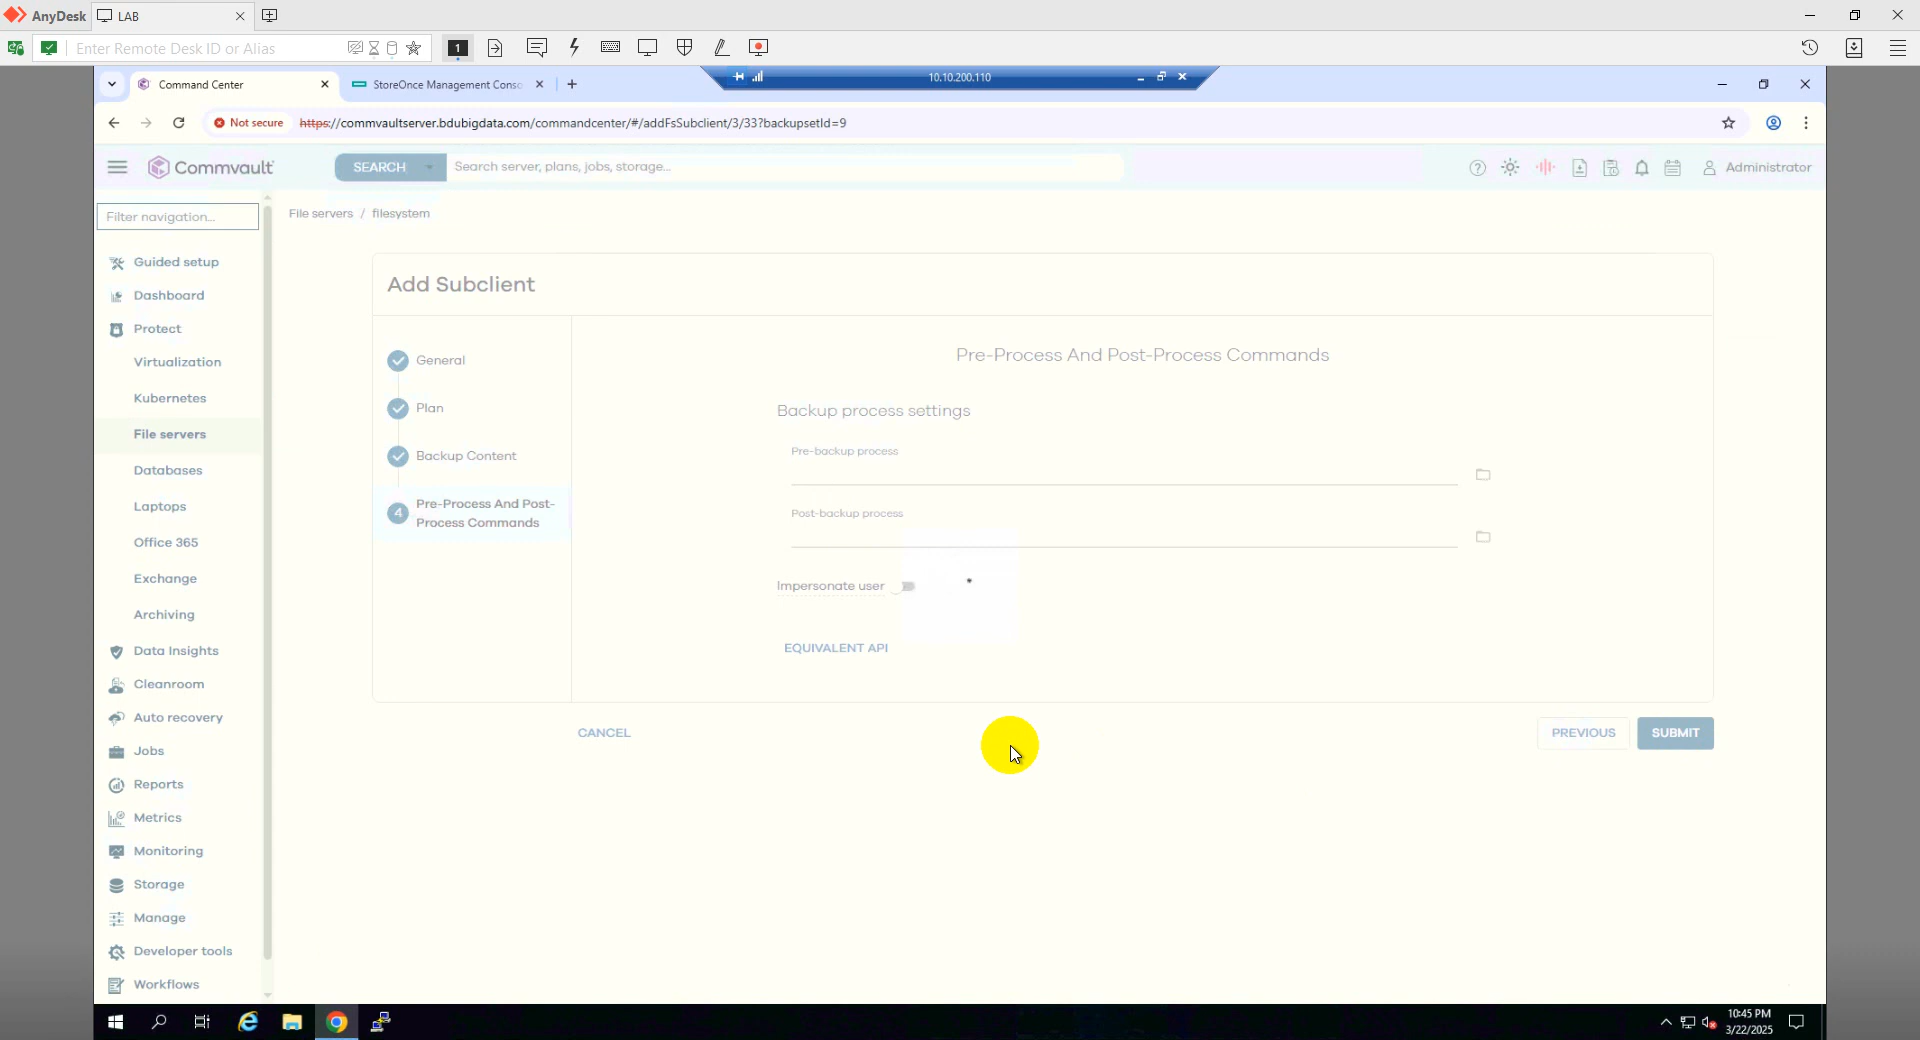 AnyDesk
LAB
Enter Remote Desk ID or Alias
1
Command Center
StoreOnce Management Conso
10.10.200.110
Not secure
https://commvaultserver.bdubigdata.com/commandcenter/#/addFsSubclient/3/33?backupsetId=9
Commvault
SEARCH
Search server, plans, jobs, storage...
Administrator
Filter navigation...
File servers / filesystem
Guided setup
Dashboard
Protect
Virtualization
Kubernetes
File servers
Databases
Laptops
Office 365
Exchange
Archiving
Data Insights
Cleanroom
Auto recovery
Jobs
Reports
Metrics
Monitoring
Storage
Manage
Developer tools
Workflows
Add Subclient
General
Plan
Backup Content
4
Pre-Process And Post-
Process Commands
Pre-Process And Post-Process Commands
Backup process settings
Pre-backup process
Post-backup process
Impersonate user
EQUIVALENT API
CANCEL
PREVIOUS
SUBMIT
10:45 PM
3/22/2025